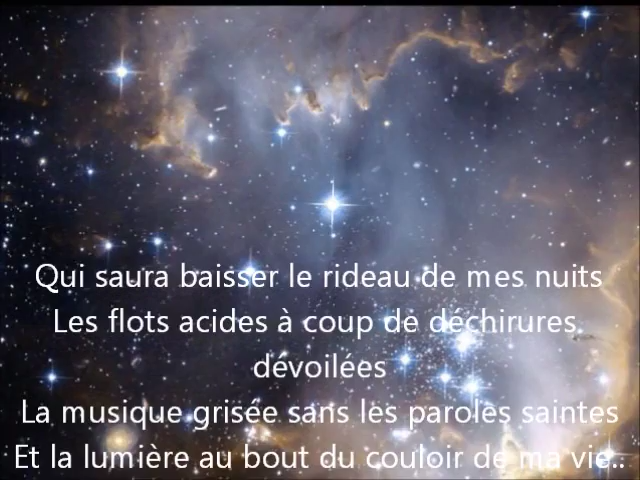 Qui saura baisser le rideau de mes nuits
Les flots acides à coup de déchirures
dévoilées
La musique grisée sans les paroles saintes
Et la lumière au bout du couloir de ma vie..